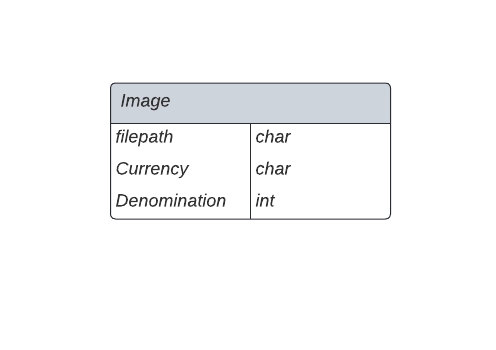 Image
filepath char
Currency char
Denomination int